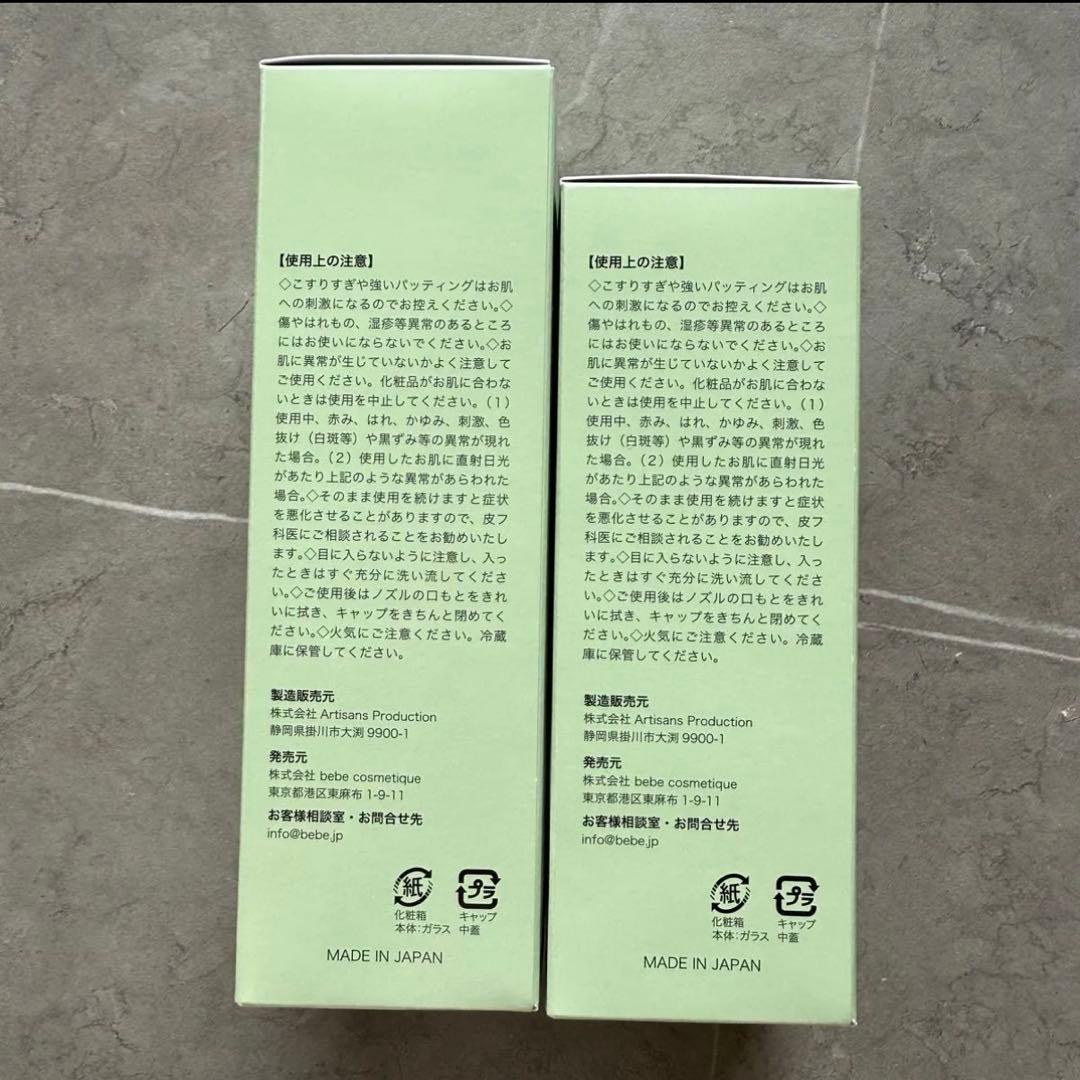 【使用上の注意】
◇こすりすぎや強いパッティングはお肌
への刺激になるのでお控えください。◇
傷やはれもの、湿疹等異常のあるところ
にはお使いにならないでください。◇お
肌に異常が生じていないかよく注意して
ご使用ください。化粧品がお肌に合わな
いときは使用を中止してください。（1）
使用中、赤み、はれ、かゆみ、刺激、色
抜け（白斑等）や黒ずみ等の異常が現れ
た場合。（2）使用したお肌に直射日光
があたり上記のような異常があらわれた
場合。◇そのまま使用を続けますと症状
を悪化させることがありますので、皮フ
科医にご相談されることをお勧めいたし
ます。◇目に入らないように注意し、入っ
たときはすぐ充分に洗い流してくださ
い。◇ご使用後はノズルの口もとをきれ
いに拭き、キャップをきちんと閉めてく
ださい。◇火気にご注意ください。冷蔵
庫に保管してください。
製造販売元
株式会社 Artisans Production
静岡県掛川市大渕 9900-1
発売元
株式会社 bebe cosmetique
東京都港区東麻布 1-9-11
お客様相談室・お問合せ先
info@bebe.jp
紙 プラ
化粧箱 キャップ
本体：ガラス 中蓋
MADE IN JAPAN
【使用上の注意】
◇こすりすぎや強いパッティングはお肌
への刺激になるのでお控えください。◇
傷やはれもの、湿疹等異常のあるところ
にはお使いにならないでください。◇お
肌に異常が生じていないかよく注意して
ご使用ください。化粧品がお肌に合わな
いときは使用を中止してください。（1）
使用中、赤み、はれ、かゆみ、刺激、色
抜け（白斑等）や黒ずみ等の異常が現れ
た場合。（2）使用したお肌に直射日光
があたり上記のような異常があらわれた
場合。◇そのまま使用を続けますと症状
を悪化させることがありますので、皮フ
科医にご相談されることをお勧めいたし
ます。◇目に入らないように注意し、入っ
たときはすぐ充分に洗い流してくださ
い。◇ご使用後はノズルの口もとをきれ
いに拭き、キャップをきちんと閉めてく
ださい。◇火気にご注意ください。冷蔵
庫に保管してください。
製造販売元
株式会社 Artisans Production
静岡県掛川市大渕 9900-1
発売元
株式会社 bebe cosmetique
東京都港区東麻布 1-9-11
お客様相談室・お問合せ先
info@bebe.jp
紙 プラ
化粧箱 キャップ
本体：ガラス 中蓋
MADE IN JAPAN